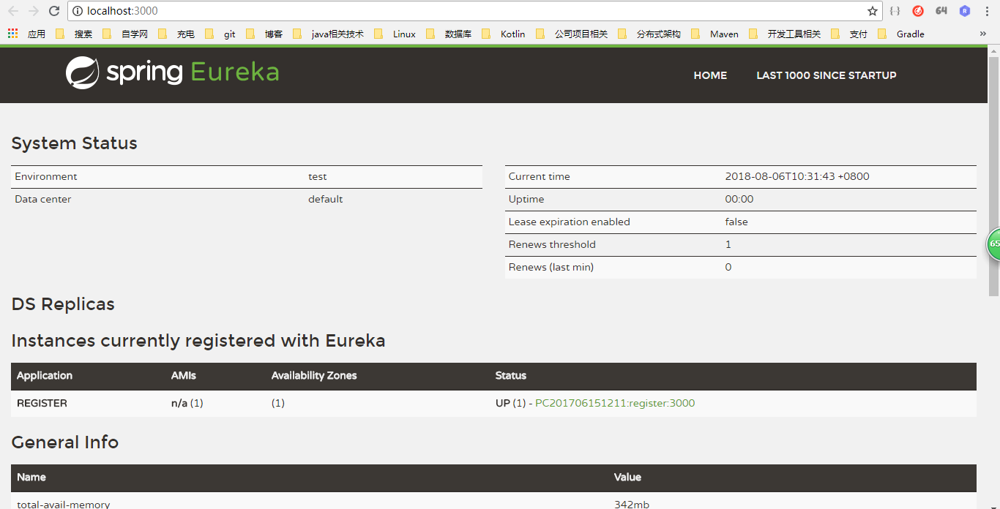 localhost:3000
64
应用 搜索 自学网 充电 git 博客 java相关技术 Linux 数据库 Kotlin 公司项目相关 分布式架构 Maven 开发工具相关 支付 Gradle »
spring Eureka HOME LAST 1000 SINCE STARTUP
System Status
Environment test
Data center default
Current time 2018-08-06T10:31:43 +0800
Uptime 00:00
Lease expiration enabled false
Renews threshold 1
Renews (last min) 0
65
DS Replicas
Instances currently registered with Eureka
Application AMIs Availability Zones Status
REGISTER n/a (1) (1) UP (1) - PC201706151211:register:3000
General Info
Name Value
total-avail-memory 342mb